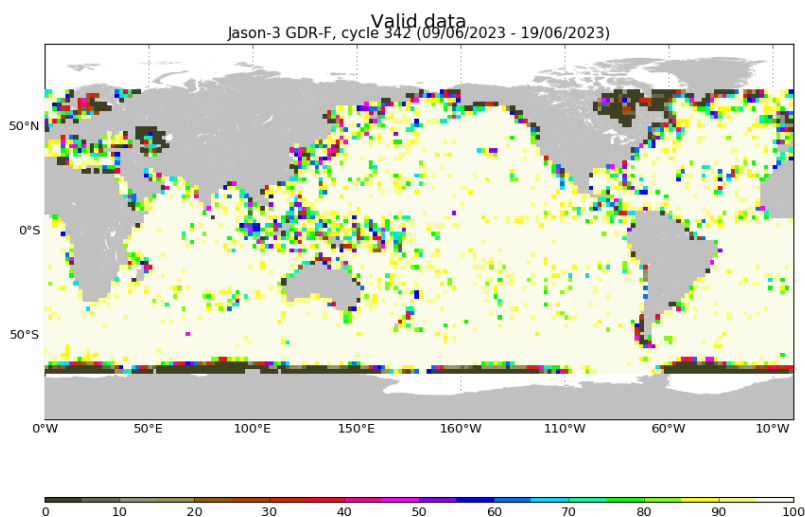 Valid data
Jason-3 GDR-F, cycle 342 (09/06/2023 - 19/06/2023)
50°N
0°S
50°S
0°W 50°E 100°E 150°E 160°W 110°W 60°W 10°W
0 10 20 30 40 50 60 70 80 90 100